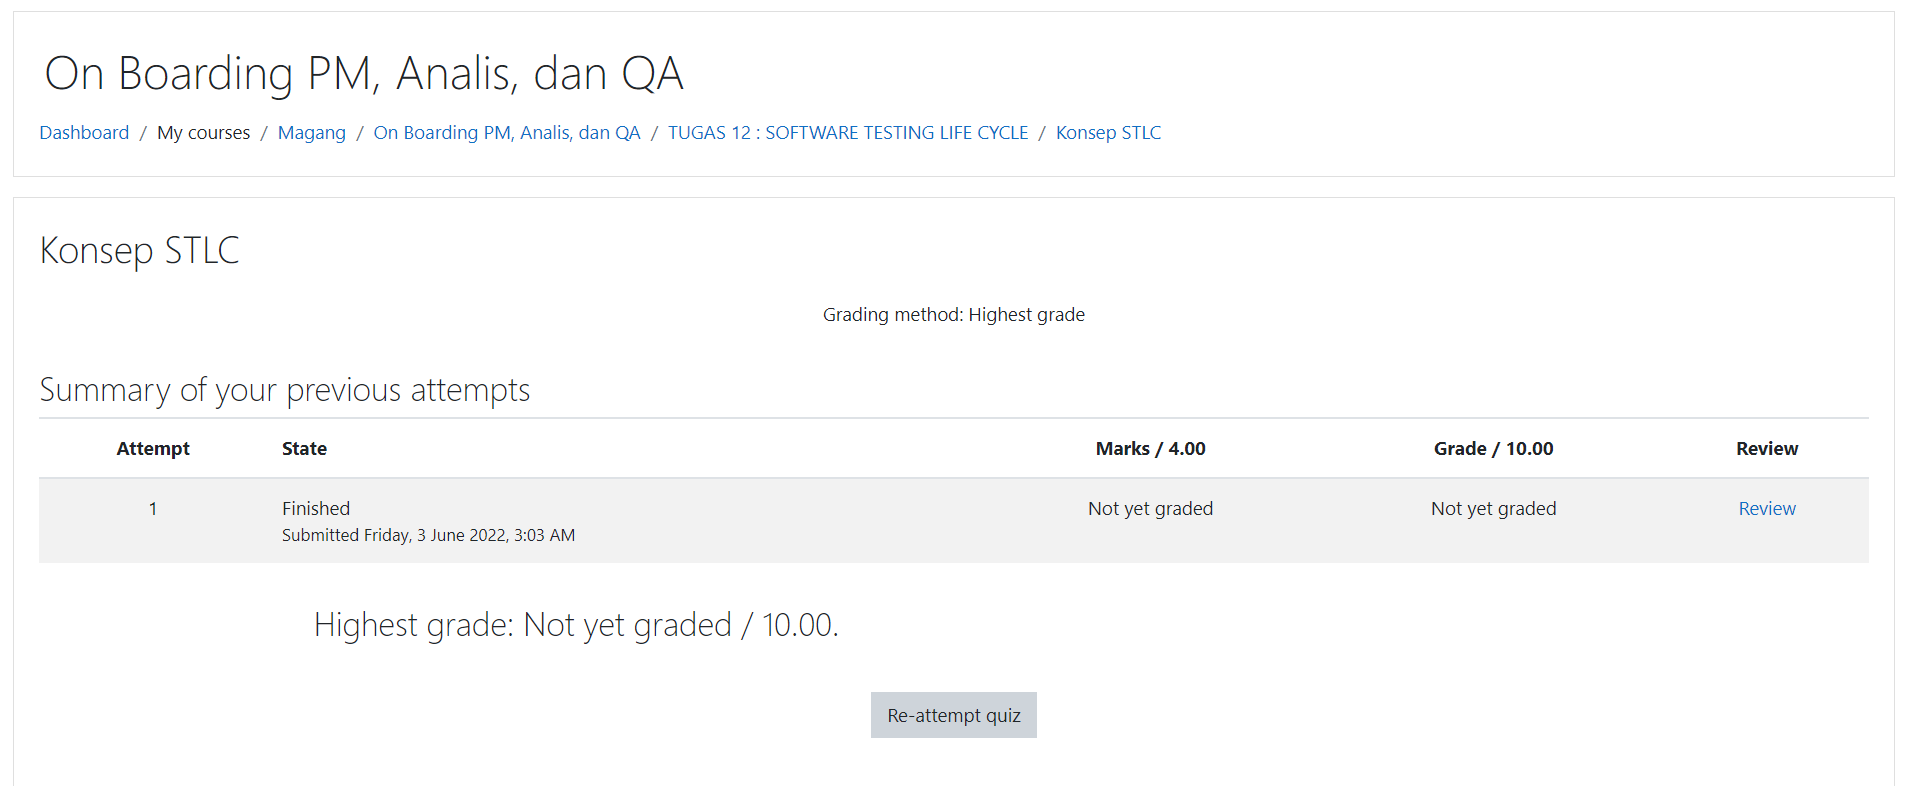 On Boarding PM, Analis, dan QA
Dashboard / My courses / Magang / On Boarding PM, Analis, dan QA / TUGAS 12 : SOFTWARE TESTING LIFE CYCLE / Konsep STLC
Konsep STLC
Grading method: Highest grade
Summary of your previous attempts
Attempt State Marks / 4.00 Grade / 10.00 Review
1 Finished Not yet graded Not yet graded Review
Submitted Friday, 3 June 2022, 3:03 AM
Highest grade: Not yet graded / 10.00.
Re-attempt quiz